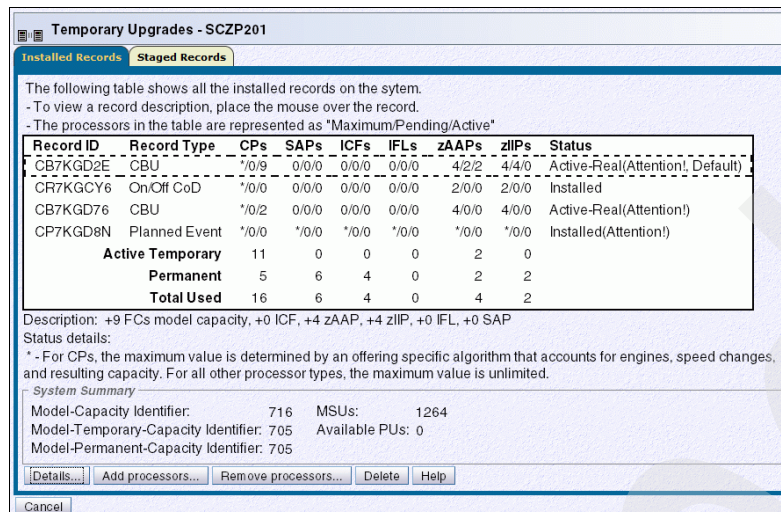 Temporary Upgrades - SCZP201
Installed Records Staged Records
The following table shows all the installed records on the sytem.
- To view a record description, place the mouse over the record.
- The processors in the table are represented as "Maximum/Pending/Active"
Record ID Record Type CPs SAPs ICFs IFLs zAAPs zIIPs Status
CB7KGD2E CBU */0/9 0/0/0 0/0/0 0/0/0 4/2/2 4/4/0 Active-Real(Attention!, Default)
CR7KGCY6 On/Off CoD */0/0 0/0/0 0/0/0 0/0/0 2/0/0 2/0/0 Installed
CB7KGD76 CBU */0/2 0/0/0 0/0/0 0/0/0 4/0/0 4/0/0 Active-Real(Attention!)
CP7KGD8N Planned Event */0/0 */0/0 */0/0 */0/0 */0/0 */0/0 Installed(Attention!)
Active Temporary 11 0 0 0 2 0
Permanent 5 6 4 0 2 2
Total Used 16 6 4 0 4 2
Description: +9 FCs model capacity, +0 ICF, +4 zAAP, +4 zIIP, +0 IFL, +0 SAP
Status details:
* - For CPs, the maximum value is determined by an offering specific algorithm that accounts for engines, speed changes,
and resulting capacity. For all other processor types, the maximum value is unlimited.
System Summary
Model-Capacity Identifier: 716 MSUs: 1264
Model-Temporary-Capacity Identifier: 705 Available PUs: 0
Model-Permanent-Capacity Identifier: 705
Details... Add processors... Remove processors... Delete Help
Cancel